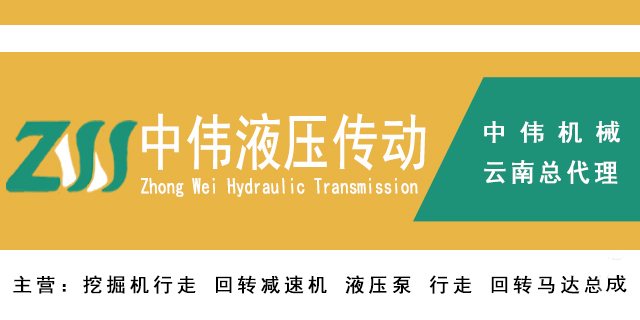 ZSS
中伟液压传动
Zhong Wei Hydraulic Transmission
中伟机械
云南总代理
主营：挖掘机行走 回转减速机 液压泵 行走 回转马达总成